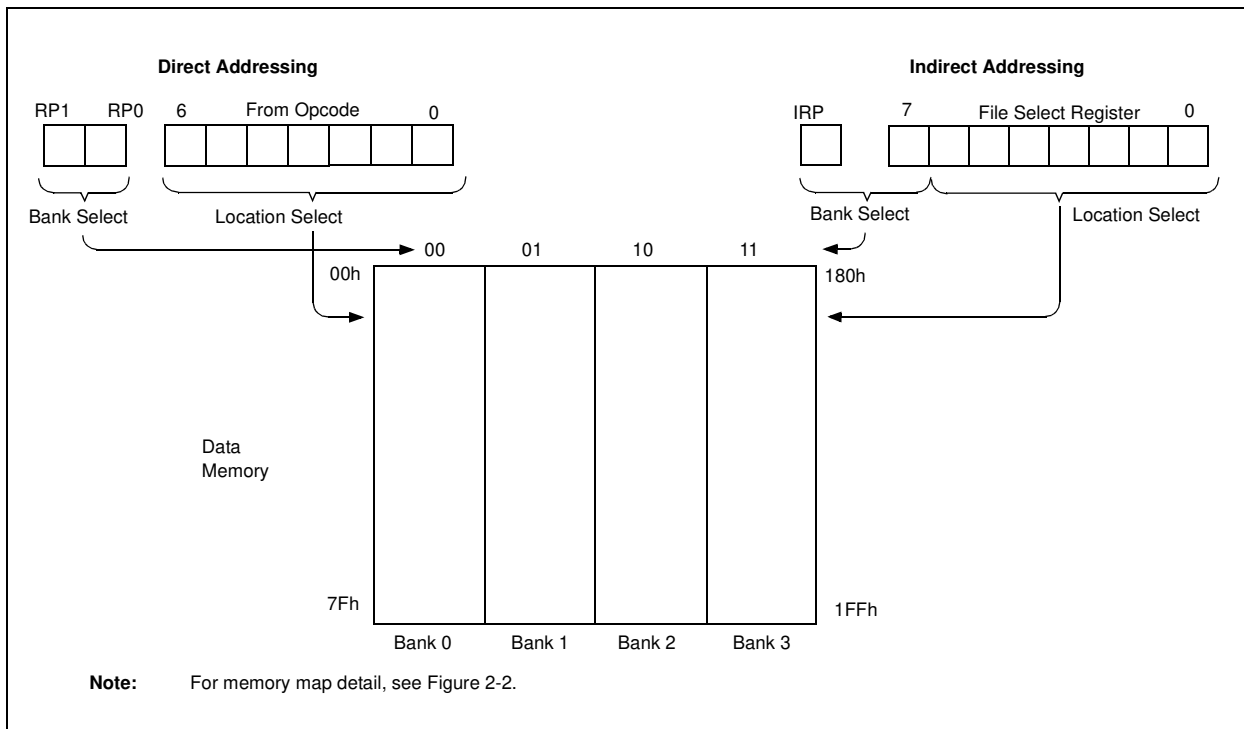 Direct Addressing
Indirect Addressing
RP1 RP0 6 From Opcode 0
IRP 7 File Select Register 0
Bank Select Location Select
Bank Select Location Select
00 01 10 11
00h 180h
Data
Memory
7Fh 1FFh
Bank 0 Bank 1 Bank 2 Bank 3
Note: For memory map detail, see Figure 2-2.